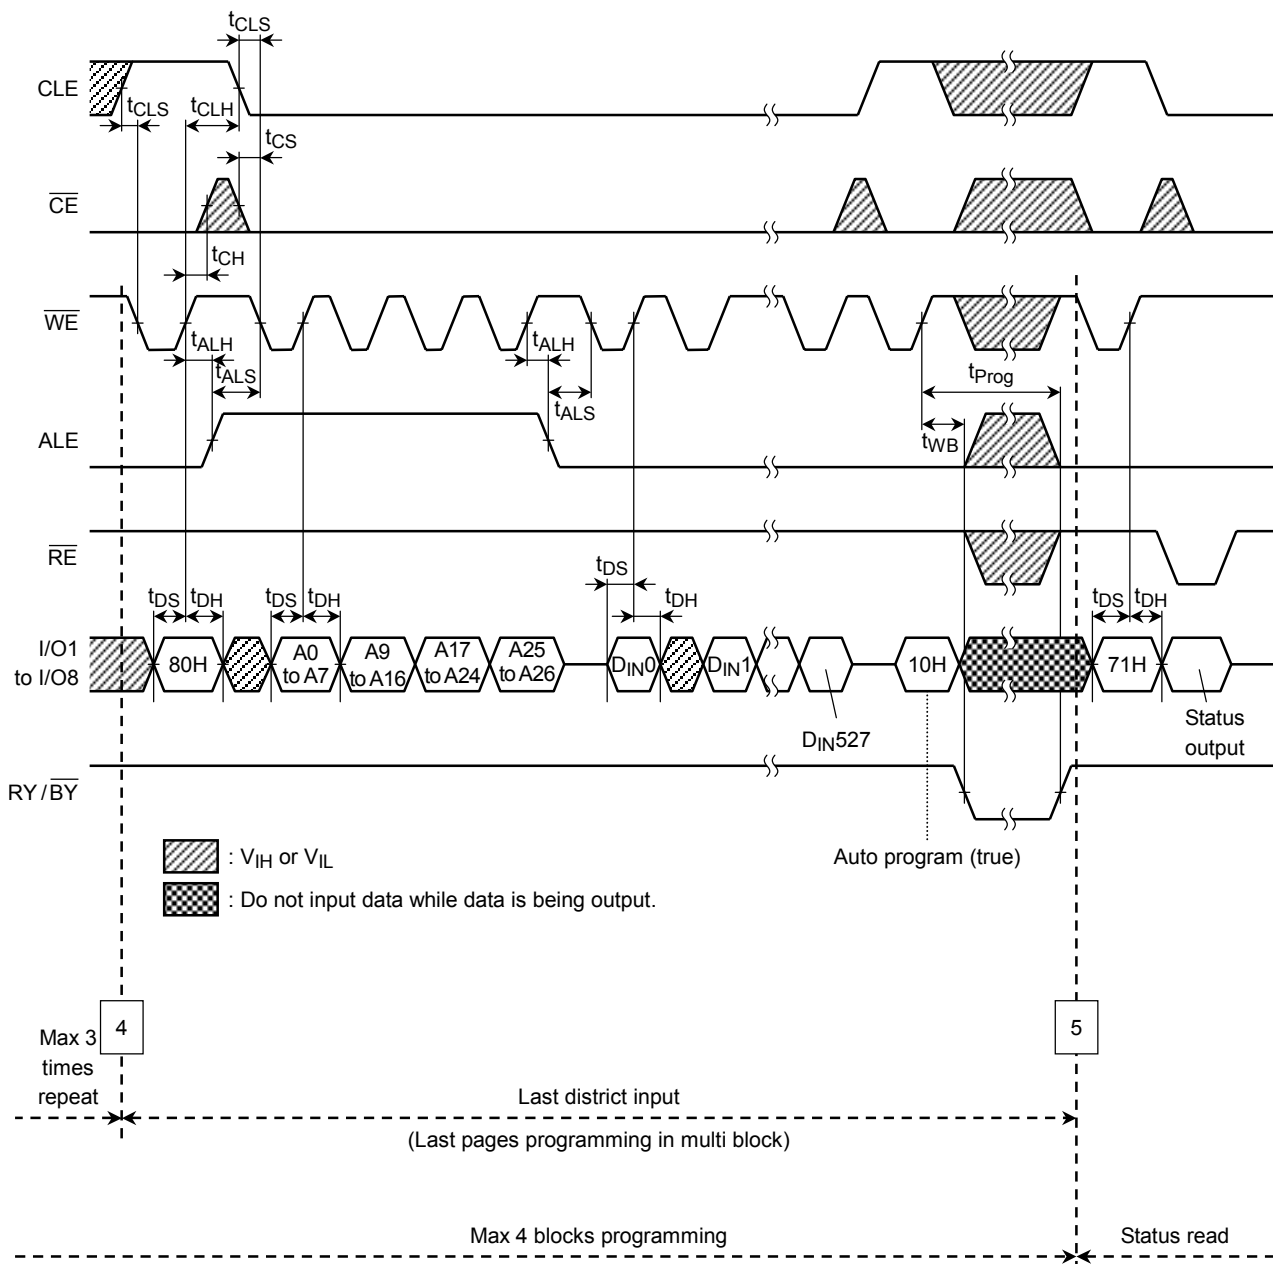 tCLS
CLE
tCLS
tCLH
tCS
CE
tCH
WE
tALH
tALS
tALH
tALS
tProg
tWB
ALE
RE
tDS
tDH
tDS
tDH
tDS
tDH
tDS
tDH
I/O1
to I/O8
80H
A0
to A7
A9
to A16
A17
to A24
A25
to A26
DIN0
DIN1
10H
71H
DIN527
Status
output
RY/BY
: VIH or VIL
Auto program (true)
: Do not input data while data is being output.
4
5
Max 3
times
repeat
Last district input
(Last pages programming in multi block)
Max 4 blocks programming
Status read